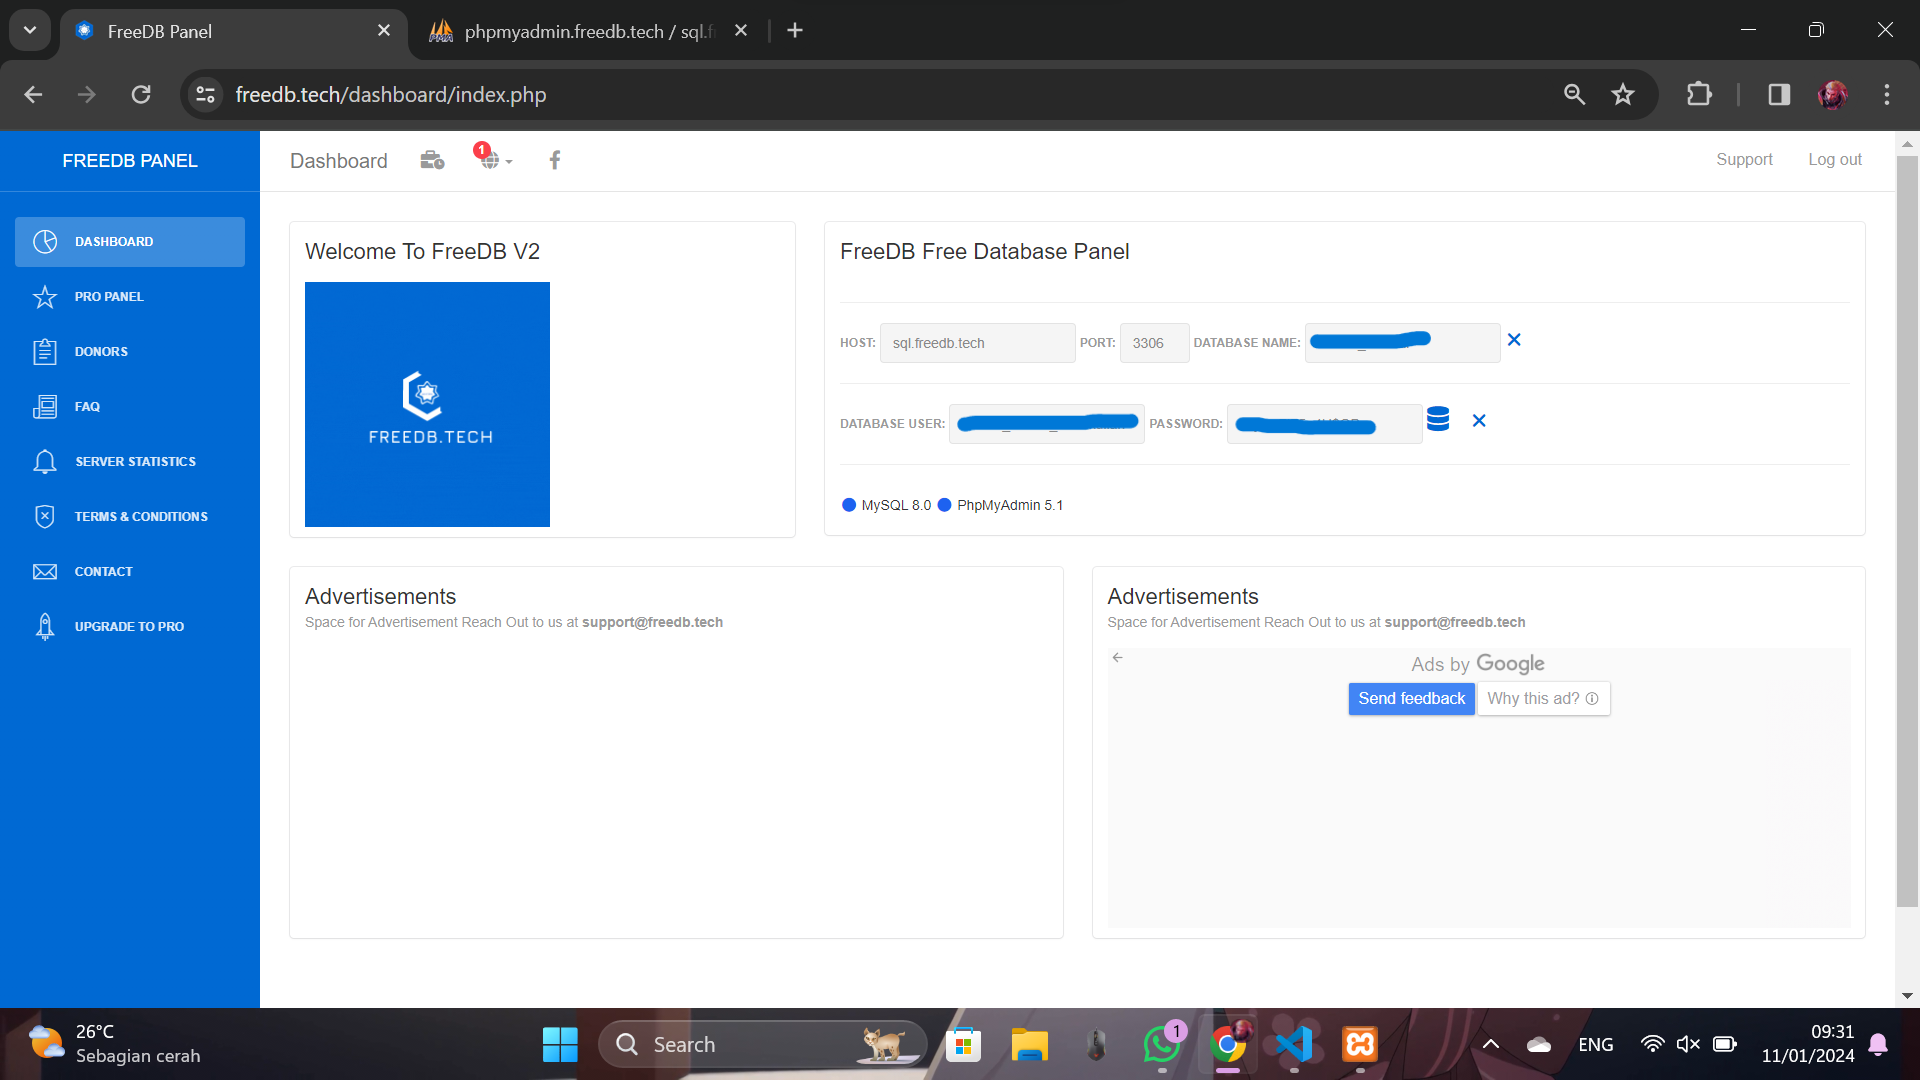 FreeDB Panel
phpmyadmin.freedb.tech / sql.f
freedb.tech/dashboard/index.php
FREEDB PANEL
Dashboard
1
Support
Log out
DASHBOARD
PRO PANEL
DONORS
FAQ
SERVER STATISTICS
TERMS & CONDITIONS
CONTACT
UPGRADE TO PRO
Welcome To FreeDB V2
FREEDB.TECH
FreeDB Free Database Panel
HOST: sql.freedb.tech PORT: 3306 DATABASE NAME:
DATABASE USER: PASSWORD:
MySQL 8.0 PhpMyAdmin 5.1
Advertisements
Space for Advertisement Reach Out to us at support@freedb.tech
Advertisements
Space for Advertisement Reach Out to us at support@freedb.tech
Ads by Google
Send feedback Why this ad?
26°C
Sebagian cerah
Search
1
ENG
09:31
11/01/2024